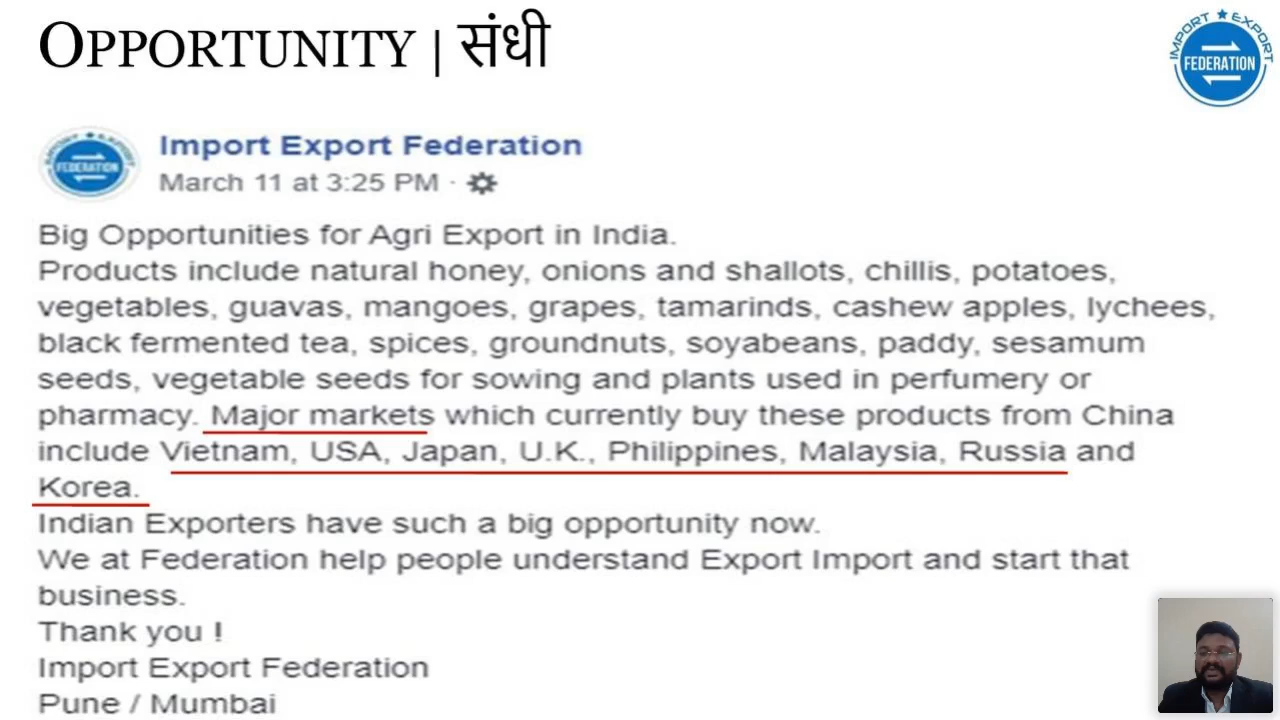 OPPORTUNITY | संधी
IMPORT ★ EXPORT
FEDERATION
FEDERATION
Import Export Federation
March 11 at 3:25 PM ·
Big Opportunities for Agri Export in India.
Products include natural honey, onions and shallots, chillis, potatoes,
vegetables, guavas, mangoes, grapes, tamarinds, cashew apples, lychees,
black fermented tea, spices, groundnuts, soyabeans, paddy, sesamum
seeds, vegetable seeds for sowing and plants used in perfumery or
pharmacy. Major markets which currently buy these products from China
include Vietnam, USA, Japan, U.K., Philippines, Malaysia, Russia and
Korea.
Indian Exporters have such a big opportunity now.
We at Federation help people understand Export Import and start that
business.
Thank you !
Import Export Federation
Pune / Mumbai